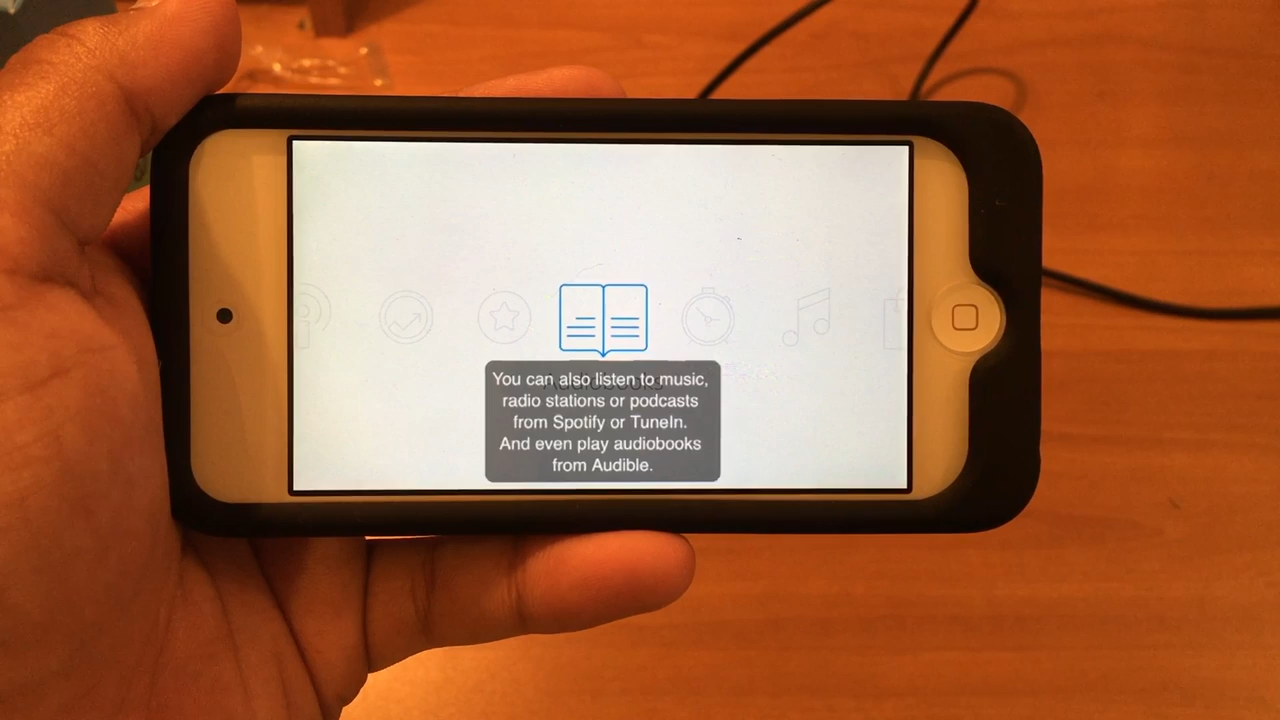 Audiobooks
You can also listen to music,
radio stations or podcasts
from Spotify or TuneIn.
And even play audiobooks
from Audible.